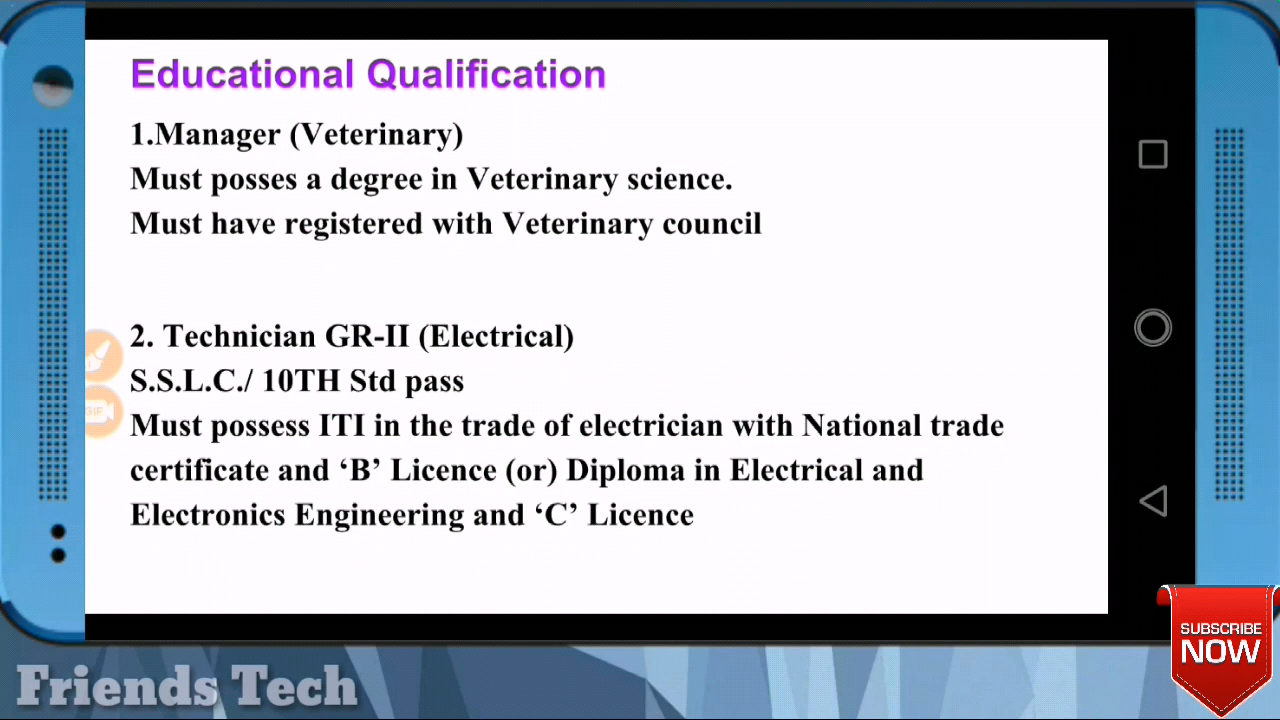 Educational Qualification
1.Manager (Veterinary)
Must posses a degree in Veterinary science.
Must have registered with Veterinary council
2. Technician GR-II (Electrical)
S.S.L.C./ 10TH Std pass
Must possess ITI in the trade of electrician with National trade
certificate and ‘B’ Licence (or) Diploma in Electrical and
Electronics Engineering and ‘C’ Licence
GIF
SUBSCRIBE
NOW
Friends Tech